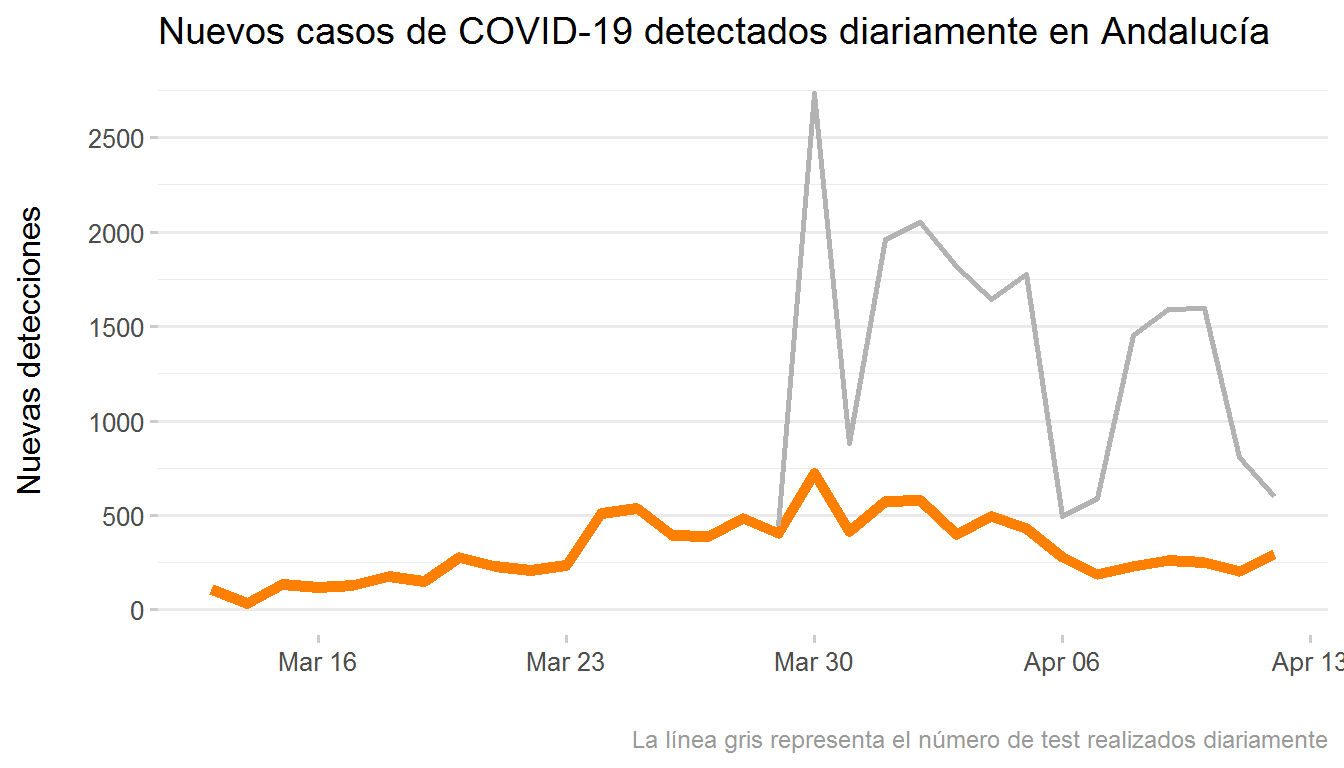 Nuevos casos de COVID-19 detectados diariamente en Andalucía
Nuevas detecciones
2500
2000
1500
1000
500
0
Mar 16 Mar 23 Mar 30 Apr 06 Apr 13
La línea gris representa el número de test realizados diariamente